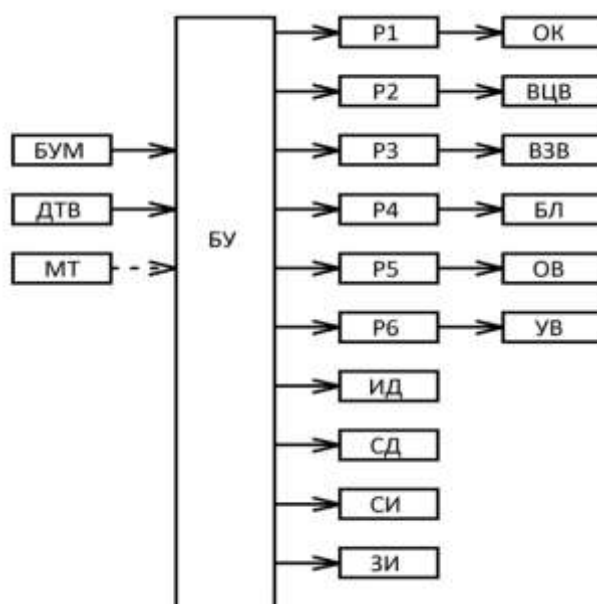 Р1 ОК
Р2 ВЦВ
БУМ Р3 ВЗВ
ДТВ Р4 БЛ
БУ
МТ Р5 ОВ
Р6 УВ
ИД
СД
СИ
ЗИ